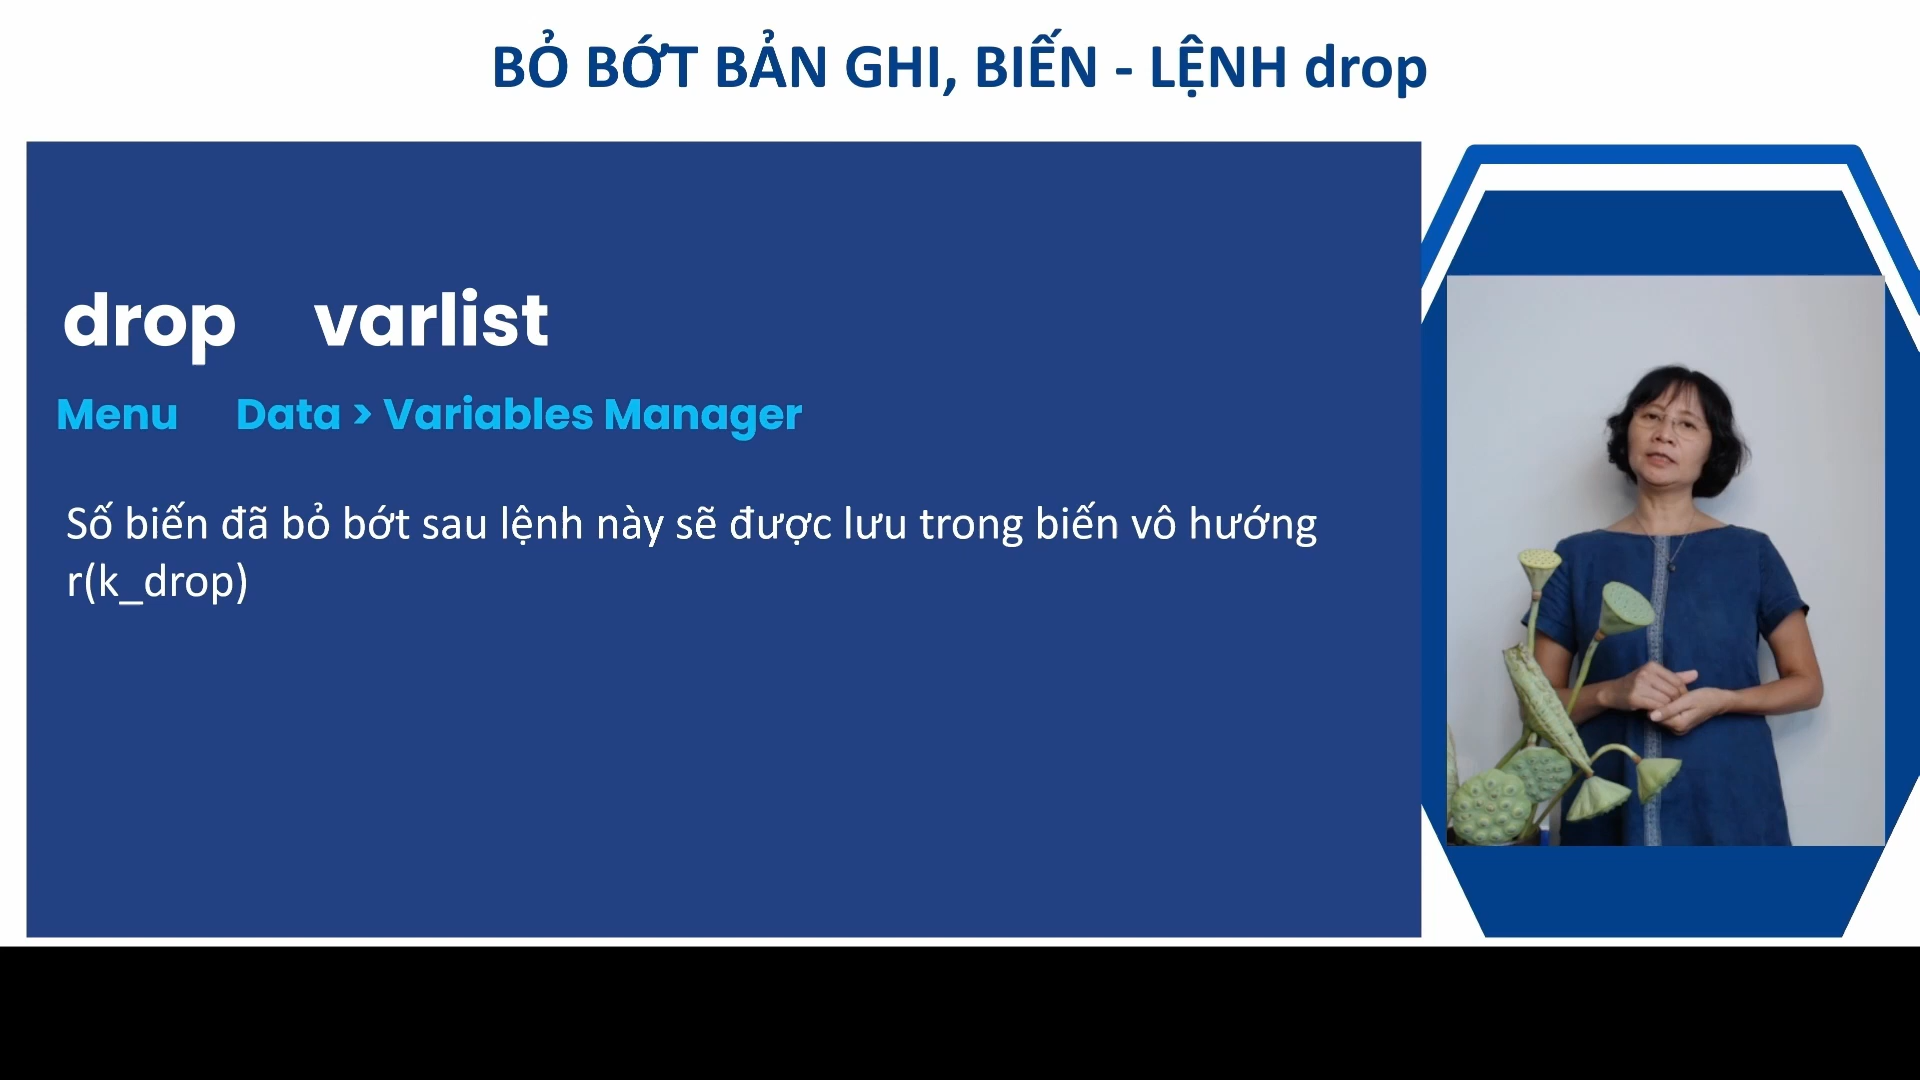 BỎ BỚT BẢN GHI, BIẾN - LỆNH drop
drop varlist
Menu Data > Variables Manager
Số biến đã bỏ bớt sau lệnh này sẽ được lưu trong biến vô hướng
r(k_drop)